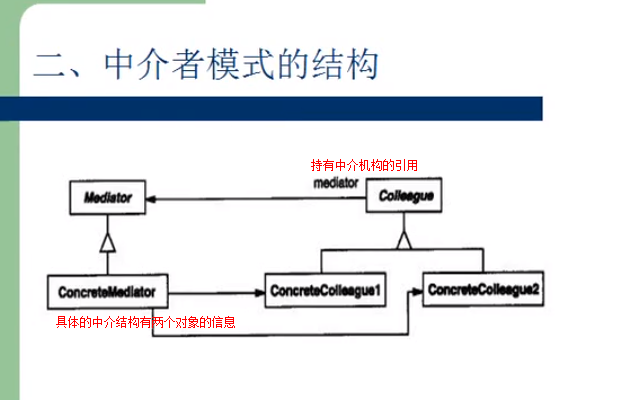 二、中介者模式的结构
持有中介机构的引用
mediator
Mediator
Colleague
ConcreteMediator
ConcreteColleague1
ConcreteColleague2
具体的中介结构有两个对象的信息